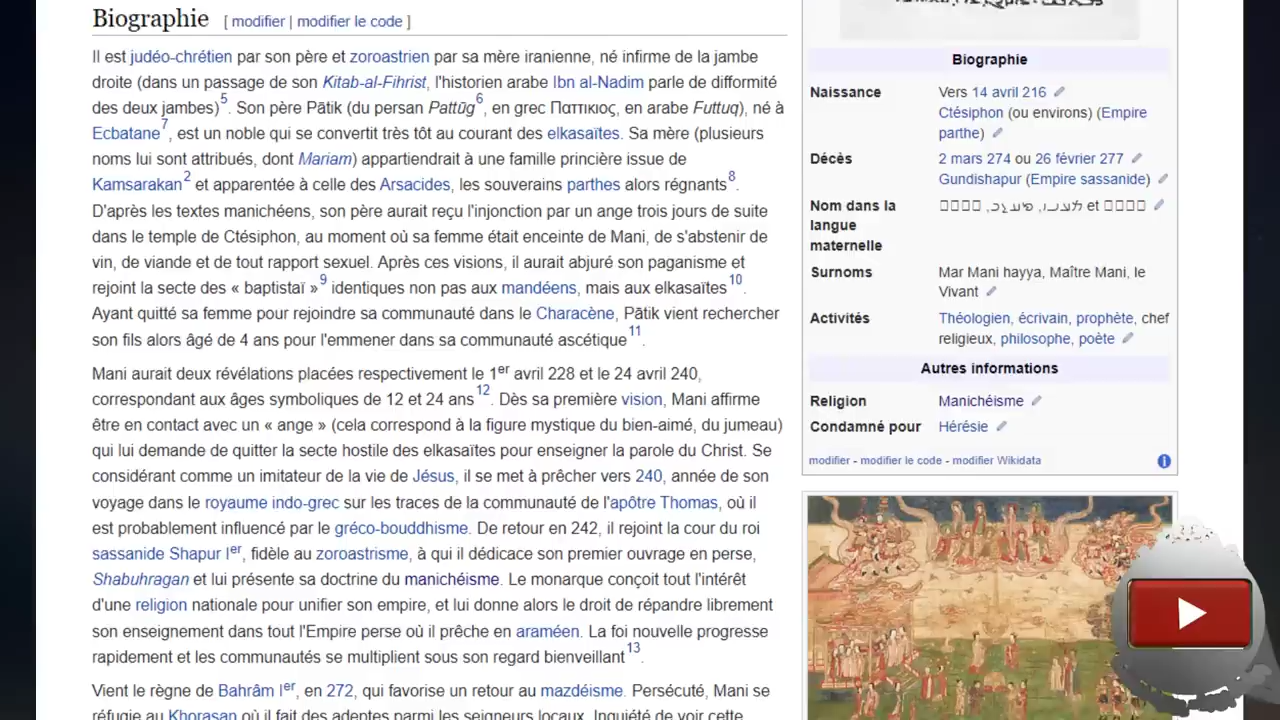 Biographie [ modifier | modifier le code ]
Il est judéo-chrétien par son père et zoroastrien par sa mère iranienne, né infirme de la jambe
droite (dans un passage de son Kitab-al-Fihrist, l'historien arabe Ibn al-Nadim parle de difformité
des deux jambes)5. Son père Pātik (du persan Pattūg6, en grec Παττικιος, en arabe Futtuq), né à
Ecbatane7, est un noble qui se convertit très tôt au courant des elkasaïtes. Sa mère (plusieurs
noms lui sont attribués, dont Mariam) appartiendrait à une famille princière issue de
Kamsarakan2 et apparentée à celle des Arsacides, les souverains parthes alors régnants8.
D'après les textes manichéens, son père aurait reçu l'injonction par un ange trois jours de suite
dans le temple de Ctésiphon, au moment où sa femme était enceinte de Mani, de s'abstenir de
vin, de viande et de tout rapport sexuel. Après ces visions, il aurait abjuré son paganisme et
rejoint la secte des « baptistaï »9 identiques non pas aux mandéens, mais aux elkasaïtes10.
Ayant quitté sa femme pour rejoindre sa communauté dans le Characène, Pātik vient rechercher
son fils alors âgé de 4 ans pour l'emmener dans sa communauté ascétique11.
Mani aurait deux révélations placées respectivement le 1er avril 228 et le 24 avril 240,
correspondant aux âges symboliques de 12 et 24 ans12. Dès sa première vision, Mani affirme
être en contact avec un « ange » (cela correspond à la figure mystique du bien-aimé, du jumeau)
qui lui demande de quitter la secte hostile des elkasaïtes pour enseigner la parole du Christ. Se
considérant comme un imitateur de la vie de Jésus, il se met à prêcher vers 240, année de son
voyage dans le royaume indo-grec sur les traces de la communauté de l'apôtre Thomas, où il
est probablement influencé par le gréco-bouddhisme. De retour en 242, il rejoint la cour du roi
sassanide Shapur Ier, fidèle au zoroastrisme, à qui il dédicace son premier ouvrage en perse,
Shabuhragan et lui présente sa doctrine du manichéisme. Le monarque conçoit tout l'intérêt
d'une religion nationale pour unifier son empire, et lui donne alors le droit de répandre librement
son enseignement dans tout l'Empire perse où il prêche en araméen. La foi nouvelle progresse
rapidement et les communautés se multiplient sous son regard bienveillant13.
Vient le règne de Bahrâm Ier, en 272, qui favorise un retour au mazdéisme. Persécuté, Mani se
réfugie au Khorasan où il fait des adeptes parmi les seigneurs locaux. Inquiète de voir cette
Biographie
Naissance Vers 14 avril 216
Ctésiphon (ou environs) (Empire
parthe)
Décès 2 mars 274 ou 26 février 277
Gundishapur (Empire sassanide)
Nom dans la
langue
maternelle
et
Surnoms Mar Mani hayya, Maître Mani, le
Vivant
Activités Théologien, écrivain, prophète, chef
religieux, philosophe, poète
Autres informations
Religion Manichéisme
Condamné pour Hérésie
modifier - modifier le code - modifier Wikidata